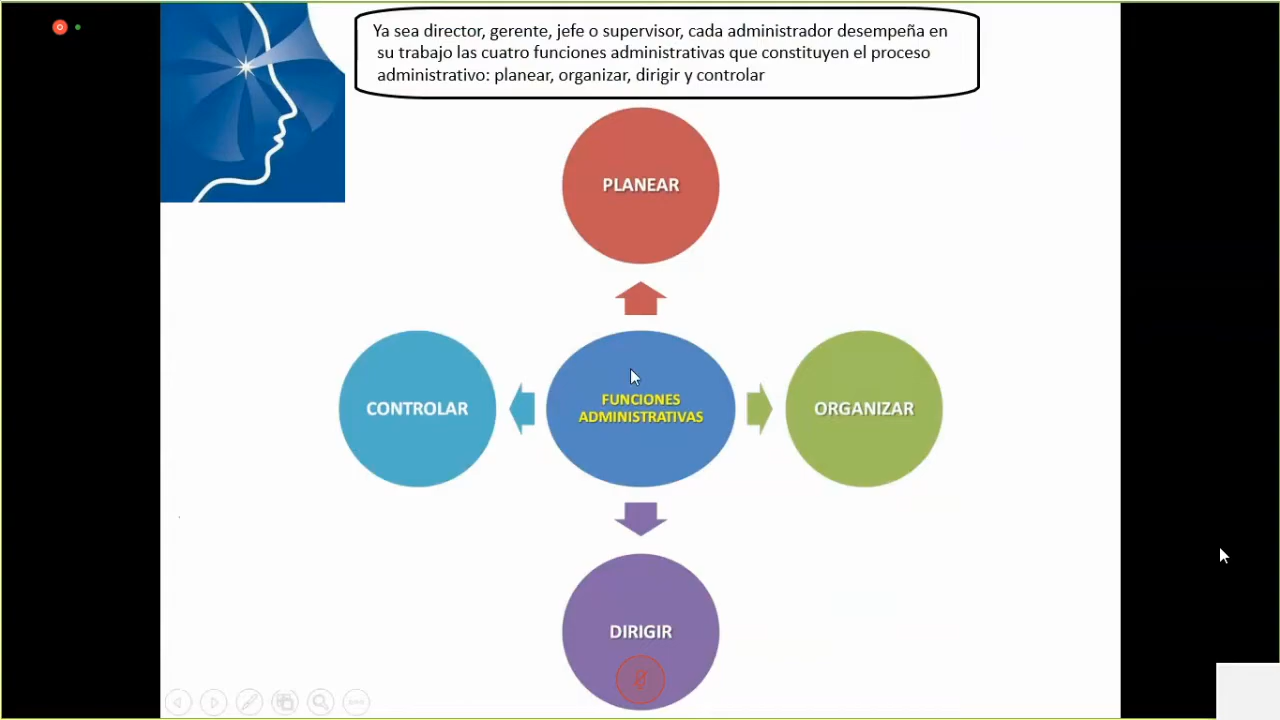 Ya sea director, gerente, jefe o supervisor, cada administrador desempeña en
su trabajo las cuatro funciones administrativas que constituyen el proceso
administrativo: planear, organizar, dirigir y controlar
PLANEAR
CONTROLAR
FUNCIONES
ADMINISTRATIVAS
ORGANIZAR
DIRIGIR